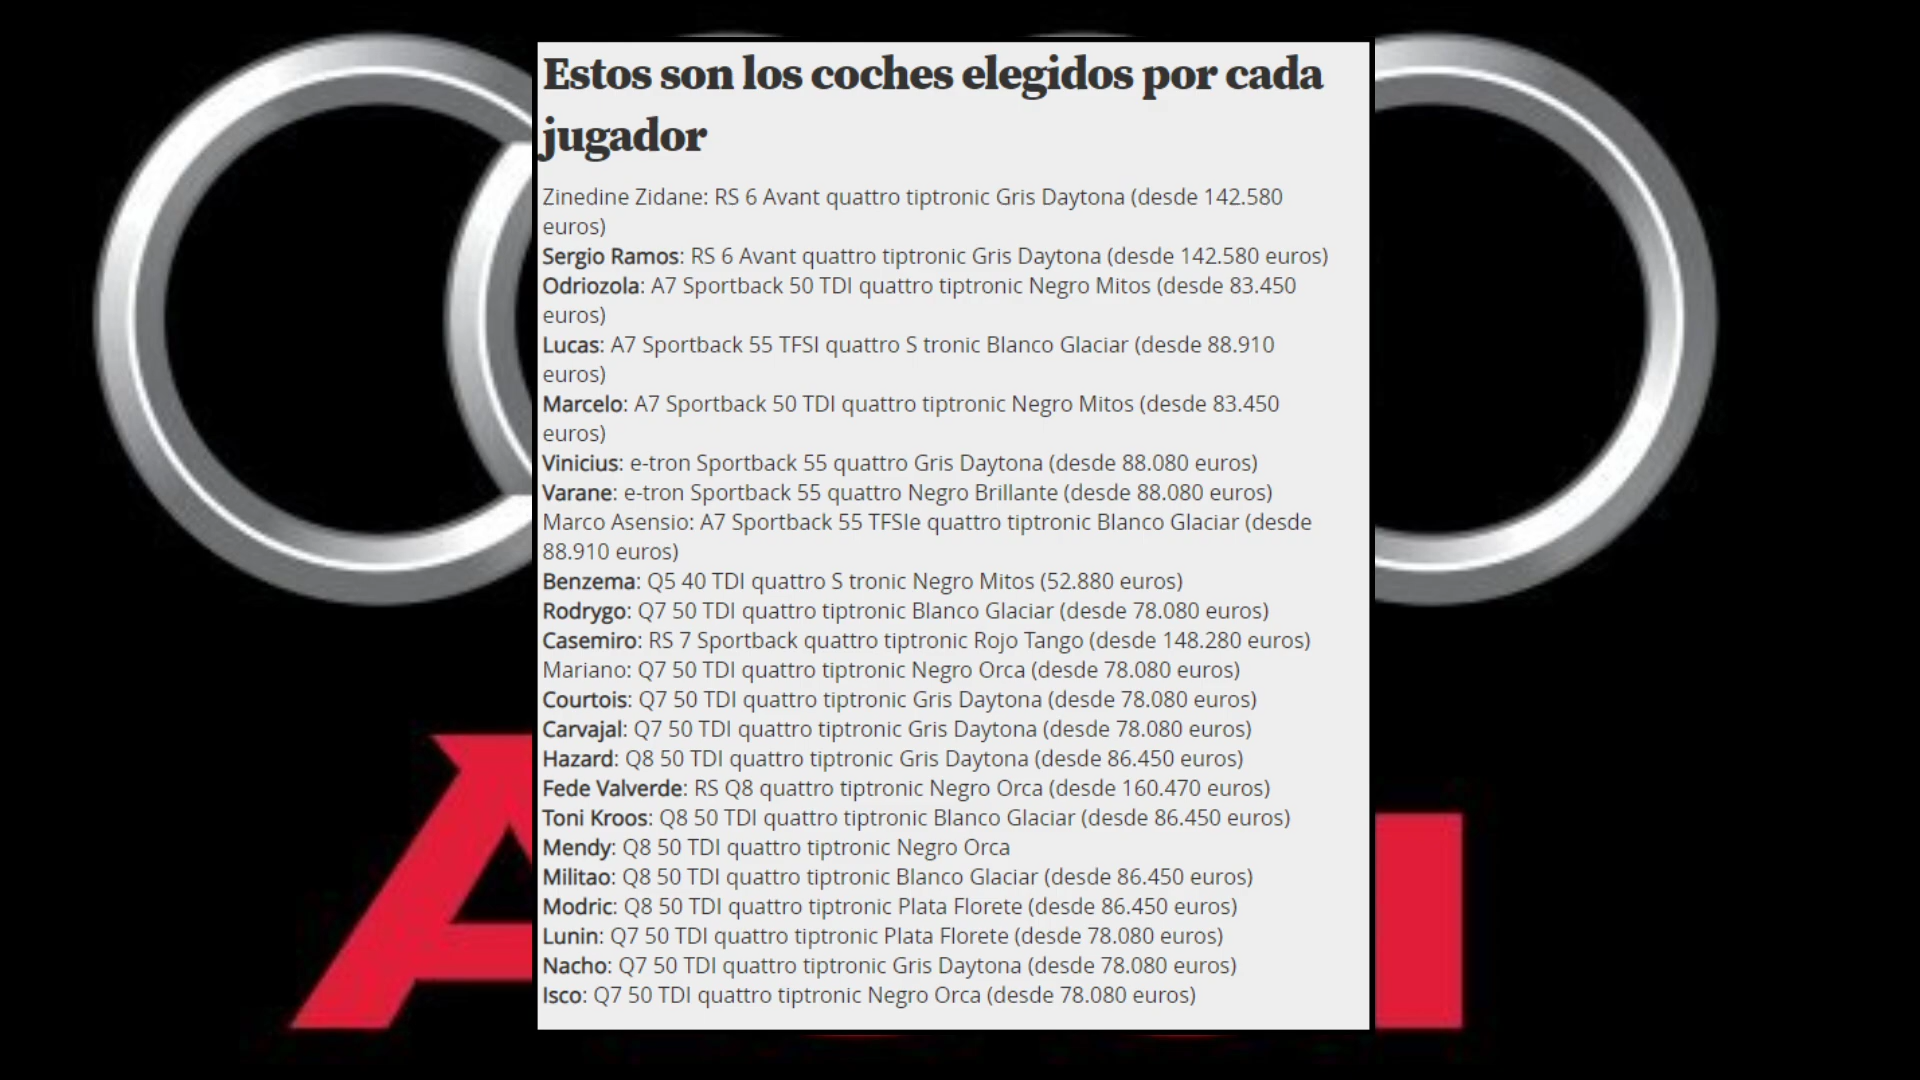 Estos son los coches elegidos por cada
jugador
Zinedine Zidane: RS 6 Avant quattro tiptronic Gris Daytona (desde 142.580
euros)
Sergio Ramos: RS 6 Avant quattro tiptronic Gris Daytona (desde 142.580 euros)
Odriozola: A7 Sportback 50 TDI quattro tiptronic Negro Mitos (desde 83.450
euros)
Lucas: A7 Sportback 55 TFSI quattro S tronic Blanco Glaciar (desde 88.910
euros)
Marcelo: A7 Sportback 50 TDI quattro tiptronic Negro Mitos (desde 83.450
euros)
Vinicius: e-tron Sportback 55 quattro Gris Daytona (desde 88.080 euros)
Varane: e-tron Sportback 55 quattro Negro Brillante (desde 88.080 euros)
Marco Asensio: A7 Sportback 55 TFSIe quattro tiptronic Blanco Glaciar (desde
88.910 euros)
Benzema: Q5 40 TDI quattro S tronic Negro Mitos (52.880 euros)
Rodrygo: Q7 50 TDI quattro tiptronic Blanco Glaciar (desde 78.080 euros)
Casemiro: RS 7 Sportback quattro tiptronic Rojo Tango (desde 148.280 euros)
Mariano: Q7 50 TDI quattro tiptronic Negro Orca (desde 78.080 euros)
Courtois: Q7 50 TDI quattro tiptronic Gris Daytona (desde 78.080 euros)
Carvajal: Q7 50 TDI quattro tiptronic Gris Daytona (desde 78.080 euros)
Hazard: Q8 50 TDI quattro tiptronic Gris Daytona (desde 86.450 euros)
Fede Valverde: RS Q8 quattro tiptronic Negro Orca (desde 160.470 euros)
Toni Kroos: Q8 50 TDI quattro tiptronic Blanco Glaciar (desde 86.450 euros)
Mendy: Q8 50 TDI quattro tiptronic Negro Orca
Militao: Q8 50 TDI quattro tiptronic Blanco Glaciar (desde 86.450 euros)
Modric: Q8 50 TDI quattro tiptronic Plata Florete (desde 86.450 euros)
Lunin: Q7 50 TDI quattro tiptronic Plata Florete (desde 78.080 euros)
Nacho: Q7 50 TDI quattro tiptronic Gris Daytona (desde 78.080 euros)
Isco: Q7 50 TDI quattro tiptronic Negro Orca (desde 78.080 euros)